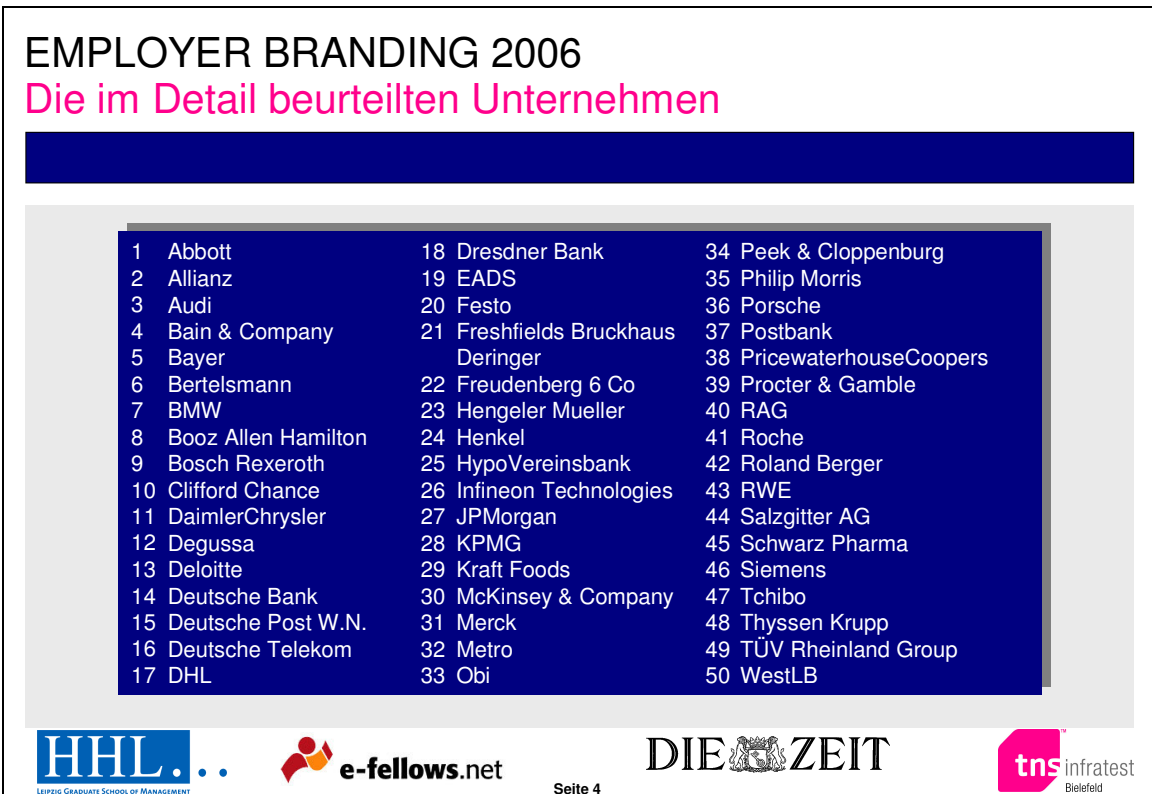 EMPLOYER BRANDING 2006
Die im Detail beurteilten Unternehmen
1 Abbott
2 Allianz
3 Audi
4 Bain & Company
5 Bayer
6 Bertelsmann
7 BMW
8 Booz Allen Hamilton
9 Bosch Rexeroth
10 Clifford Chance
11 DaimlerChrysler
12 Degussa
13 Deloitte
14 Deutsche Bank
15 Deutsche Post W.N.
16 Deutsche Telekom
17 DHL
18 Dresdner Bank
19 EADS
20 Festo
21 Freshfields Bruckhaus
Deringer
22 Freudenberg 6 Co
23 Hengeler Mueller
24 Henkel
25 HypoVereinsbank
26 Infineon Technologies
27 JPMorgan
28 KPMG
29 Kraft Foods
30 McKinsey & Company
31 Merck
32 Metro
33 Obi
34 Peek & Cloppenburg
35 Philip Morris
36 Porsche
37 Postbank
38 PricewaterhouseCoopers
39 Procter & Gamble
40 RAG
41 Roche
42 Roland Berger
43 RWE
44 Salzgitter AG
45 Schwarz Pharma
46 Siemens
47 Tchibo
48 Thyssen Krupp
49 TÜV Rheinland Group
50 WestLB
HHL...
LEIPZIG GRADUATE SCHOOL OF MANAGEMENT
e-fellows.net
Seite 4
DIE ZEIT
tns infratest
Bielefeld
TM